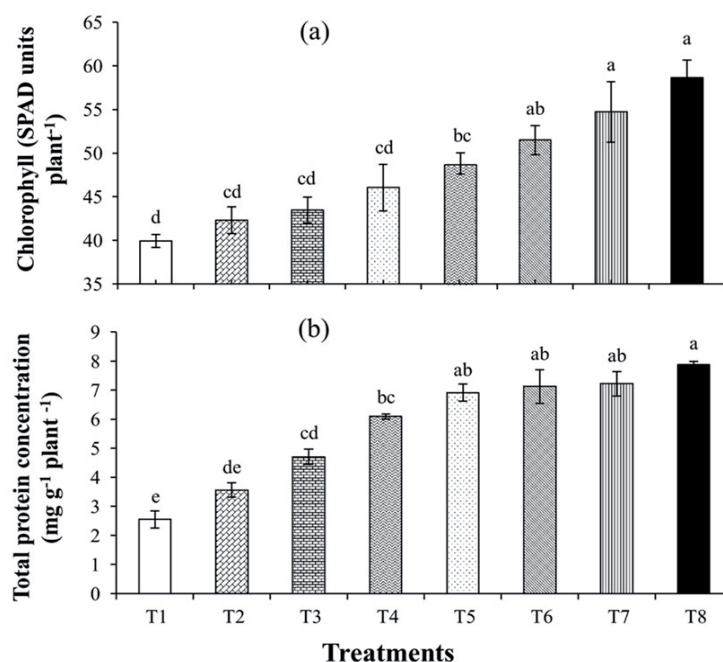 (a)
Chlorophyll (SPAD units
plant-1)
65
60
55
50
45
40
35
d
cd
cd
cd
bc
ab
a
a
(b)
Total protein concentration
(mg g-1 plant -1)
9
8
7
6
5
4
3
2
1
0
e
de
cd
bc
ab
ab
ab
a
T1 T2 T3 T4 T5 T6 T7 T8
Treatments